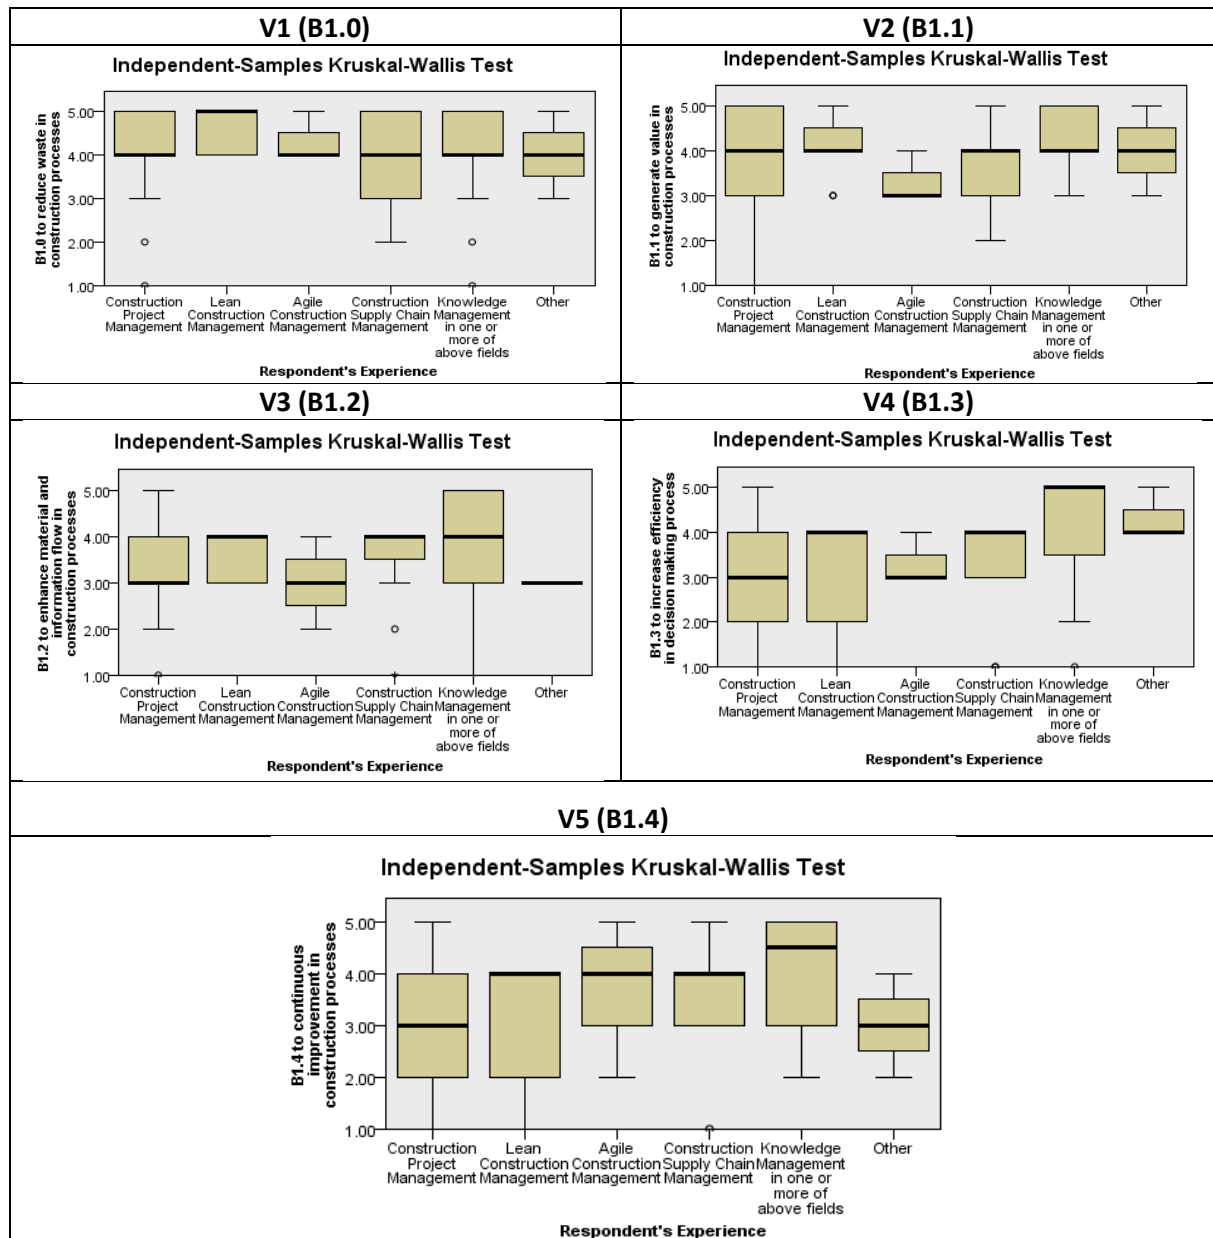 V1 (B1.0)
Independent-Samples Kruskal-Wallis Test
B1.0 to reduce waste in
construction processes
5.00
4.00
3.00
2.00
1.00
Construction Project Management
Lean Construction Management
Agile Construction Management
Construction Supply Chain Management
Knowledge Management in one or more of above fields
Other
Respondent's Experience
V2 (B1.1)
Independent-Samples Kruskal-Wallis Test
B1.1 to generate value in
construction processes
5.00
4.00
3.00
2.00
1.00
Construction Project Management
Lean Construction Management
Agile Construction Management
Construction Supply Chain Management
Knowledge Management in one or more of above fields
Other
Respondent's Experience
V3 (B1.2)
Independent-Samples Kruskal-Wallis Test
B1.2 to enhance material and
information flow in
construction processes
5.00
4.00
3.00
2.00
1.00
Construction Project Management
Lean Construction Management
Agile Construction Management
Construction Supply Chain Management
Knowledge Management in one or more of above fields
Other
Respondent's Experience
V4 (B1.3)
Independent-Samples Kruskal-Wallis Test
B1.3 to increase efficiency
in decision making process
5.00
4.00
3.00
2.00
1.00
Construction Project Management
Lean Construction Management
Agile Construction Management
Construction Supply Chain Management
Knowledge Management in one or more of above fields
Other
Respondent's Experience
V5 (B1.4)
Independent-Samples Kruskal-Wallis Test
B1.4 to continuous
improvement in
construction processes
5.00
4.00
3.00
2.00
1.00
Construction Project Management
Lean Construction Management
Agile Construction Management
Construction Supply Chain Management
Knowledge Management in one or more of above fields
Other
Respondent's Experience